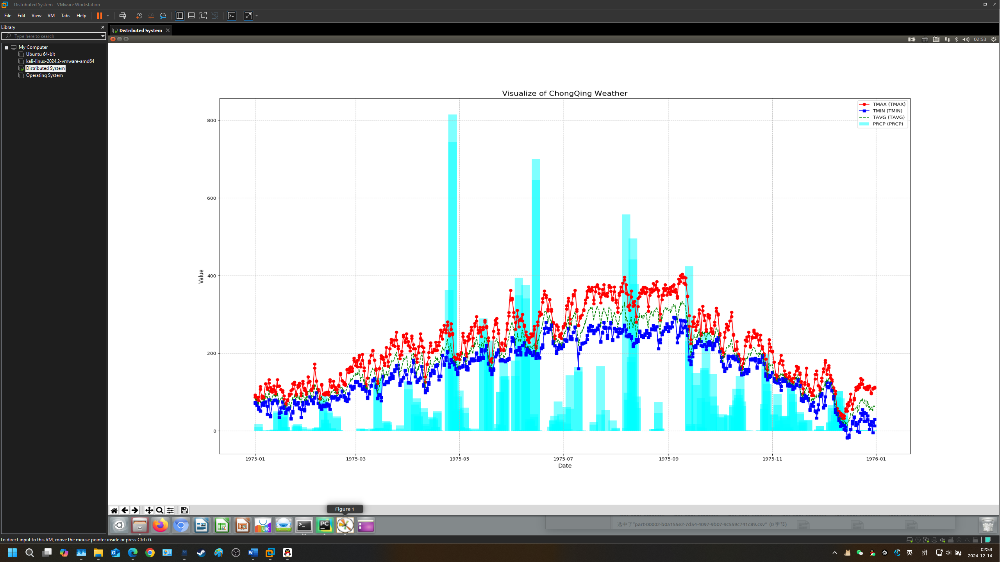 Distributed System - VMware Workstation
File Edit View VM Tabs Help
Library
Type here to search
My Computer
Ubuntu 64-bit
kali-linux-2024.2-vmware-amd64
Distributed System
Operating System
Distributed System
02:53
Visualize of ChongQing Weather
TMAX (TMAX)
TMIN (TMIN)
TAVG (TAVG)
PRCP (PRCP)
800
600
400
200
0
Value
1975-01 1975-03 1975-05 1975-07 1975-09 1975-11 1976-01
Date
Figure 1
UK
PC
选中了"part-00002-b0a155e2-7d54-4097-9b07-9c559c741c89.csv" (0 字节)
To direct input to this VM, move the mouse pointer inside or press Ctrl+G.
英 拼
02:53
2024-12-14